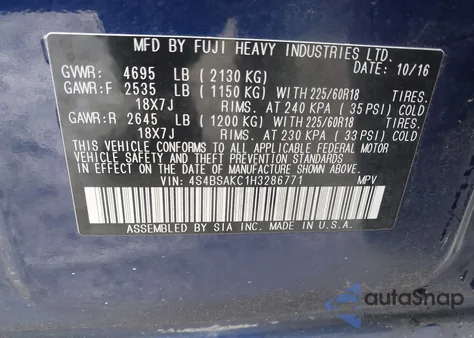 MFD BY FUJI HEAVY INDUSTRIES LTD.
DATE: 10/16
GVWR: 4695 LB (2130 KG)
GAWR:F 2535 LB (1150 KG) WITH 225/60R18 TIRES.
18X7J RIMS. AT 240 KPA (35 PSI) COLD
GAWR:R 2645 LB (1200 KG) WITH 225/60R18 TIRES.
18X7J RIMS. AT 230 KPA (33 PSI) COLD
THIS VEHICLE CONFORMS TO ALL APPLICABLE FEDERAL MOTOR
VEHICLE SAFETY AND THEFT PREVENTION STANDARDS
IN EFFECT ON THE DATE OF MANUFACTURE SHOWN ABOVE.
VIN: 4S4BSAKC1H3286771 MPV
ASSEMBLED BY SIA INC. MADE IN U.S.A.
autoSnap